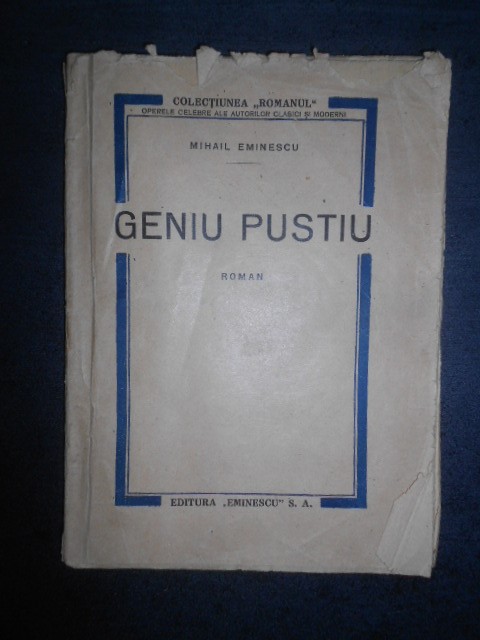 COLECȚIUNEA „ROMANUL"
OPERELE CELEBRE ALE AUTORILOR CLASICI ȘI MODERNI
MIHAIL EMINESCU
GENIU PUSTIU
ROMAN
EDITURA „EMINESCU" S. A.